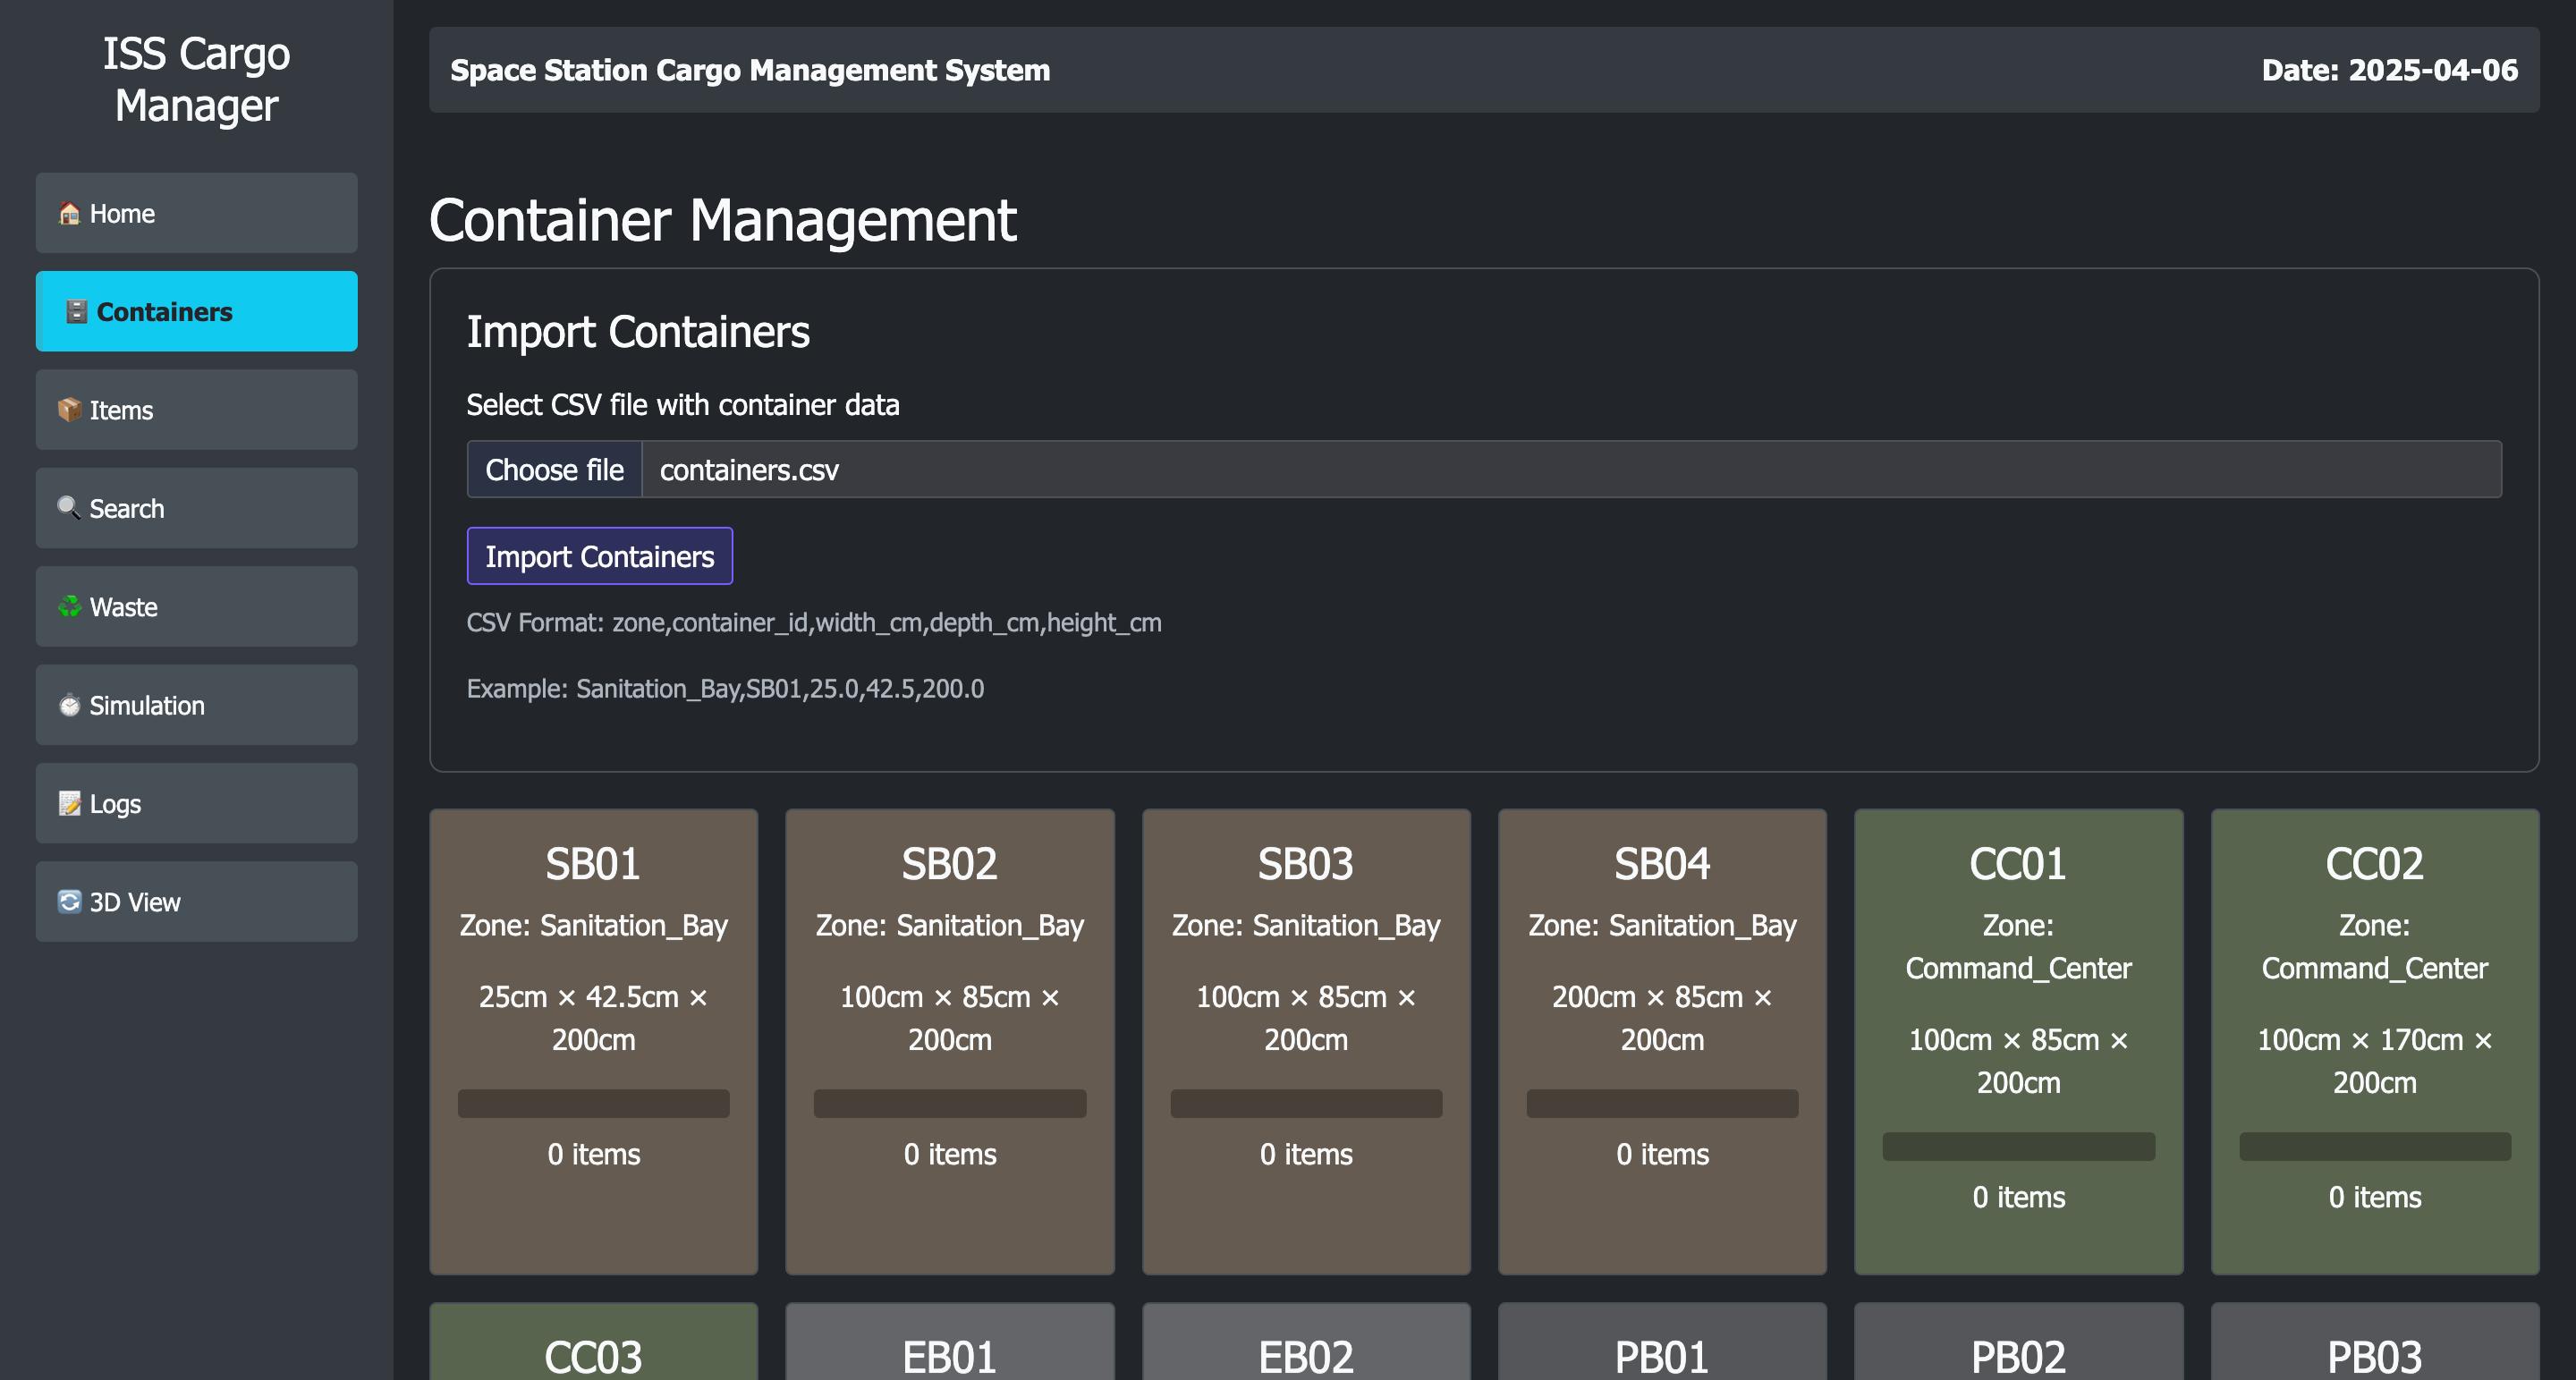 ISS Cargo
Manager
Home
Containers
Items
Search
Waste
Simulation
Logs
3D View
Space Station Cargo Management System
Date: 2025-04-06
Container Management
Import Containers
Select CSV file with container data
Choose file containers.csv
Import Containers
CSV Format: zone,container_id,width_cm,depth_cm,height_cm
Example: Sanitation_Bay,SB01,25.0,42.5,200.0
SB01
Zone: Sanitation_Bay
25cm × 42.5cm ×
200cm
0 items
SB02
Zone: Sanitation_Bay
100cm × 85cm ×
200cm
0 items
SB03
Zone: Sanitation_Bay
100cm × 85cm ×
200cm
0 items
SB04
Zone: Sanitation_Bay
200cm × 85cm ×
200cm
0 items
CC01
Zone:
Command_Center
100cm × 85cm ×
200cm
0 items
CC02
Zone:
Command_Center
100cm × 170cm ×
200cm
0 items
CC03
EB01
EB02
PB01
PB02
PB03